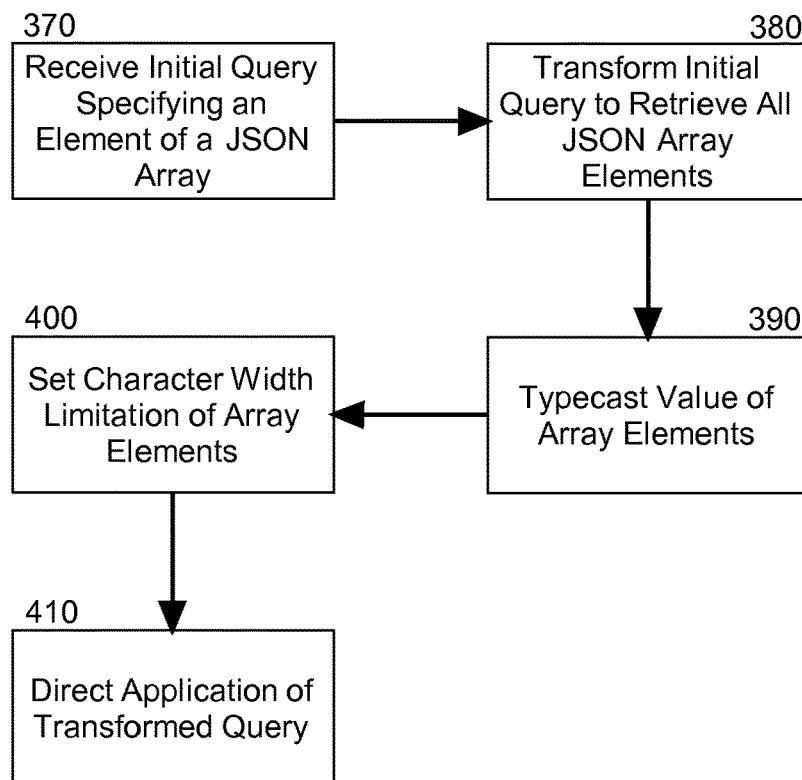 370
Receive Initial Query
Specifying an
Element of a JSON
Array
380
Transform Initial
Query to Retrieve All
JSON Array
Elements
390
Typecast Value of
Array Elements
400
Set Character Width
Limitation of Array
Elements
410
Direct Application of
Transformed Query